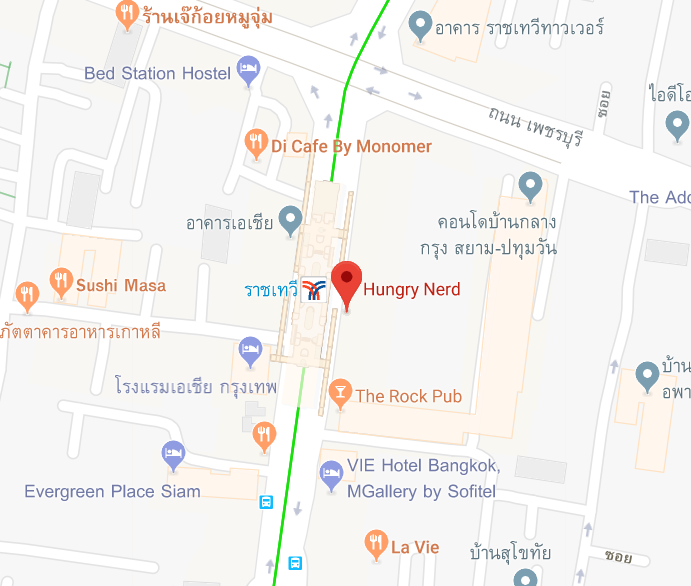 ร้านเจ๊ก้อยหมูจุ่ม
อาคาร ราชเทวีทาวเวอร์
Bed Station Hostel
ไอดีโอ
ซอย
ถนน เพชรบุรี
Di Cafe By Monomer
The Add
อาคารเอเชีย
คอนโดบ้านกลาง
กรุง สยาม-ปทุมวัน
Sushi Masa
ราชเทวี
Hungry Nerd
ภัตตาคารอาหารเกาหลี
โรงแรมเอเชีย กรุงเทพ
The Rock Pub
บ้าน
อพา
VIE Hotel Bangkok,
MGallery by Sofitel
Evergreen Place Siam
La Vie
บ้านสุโขทัย
ซอย